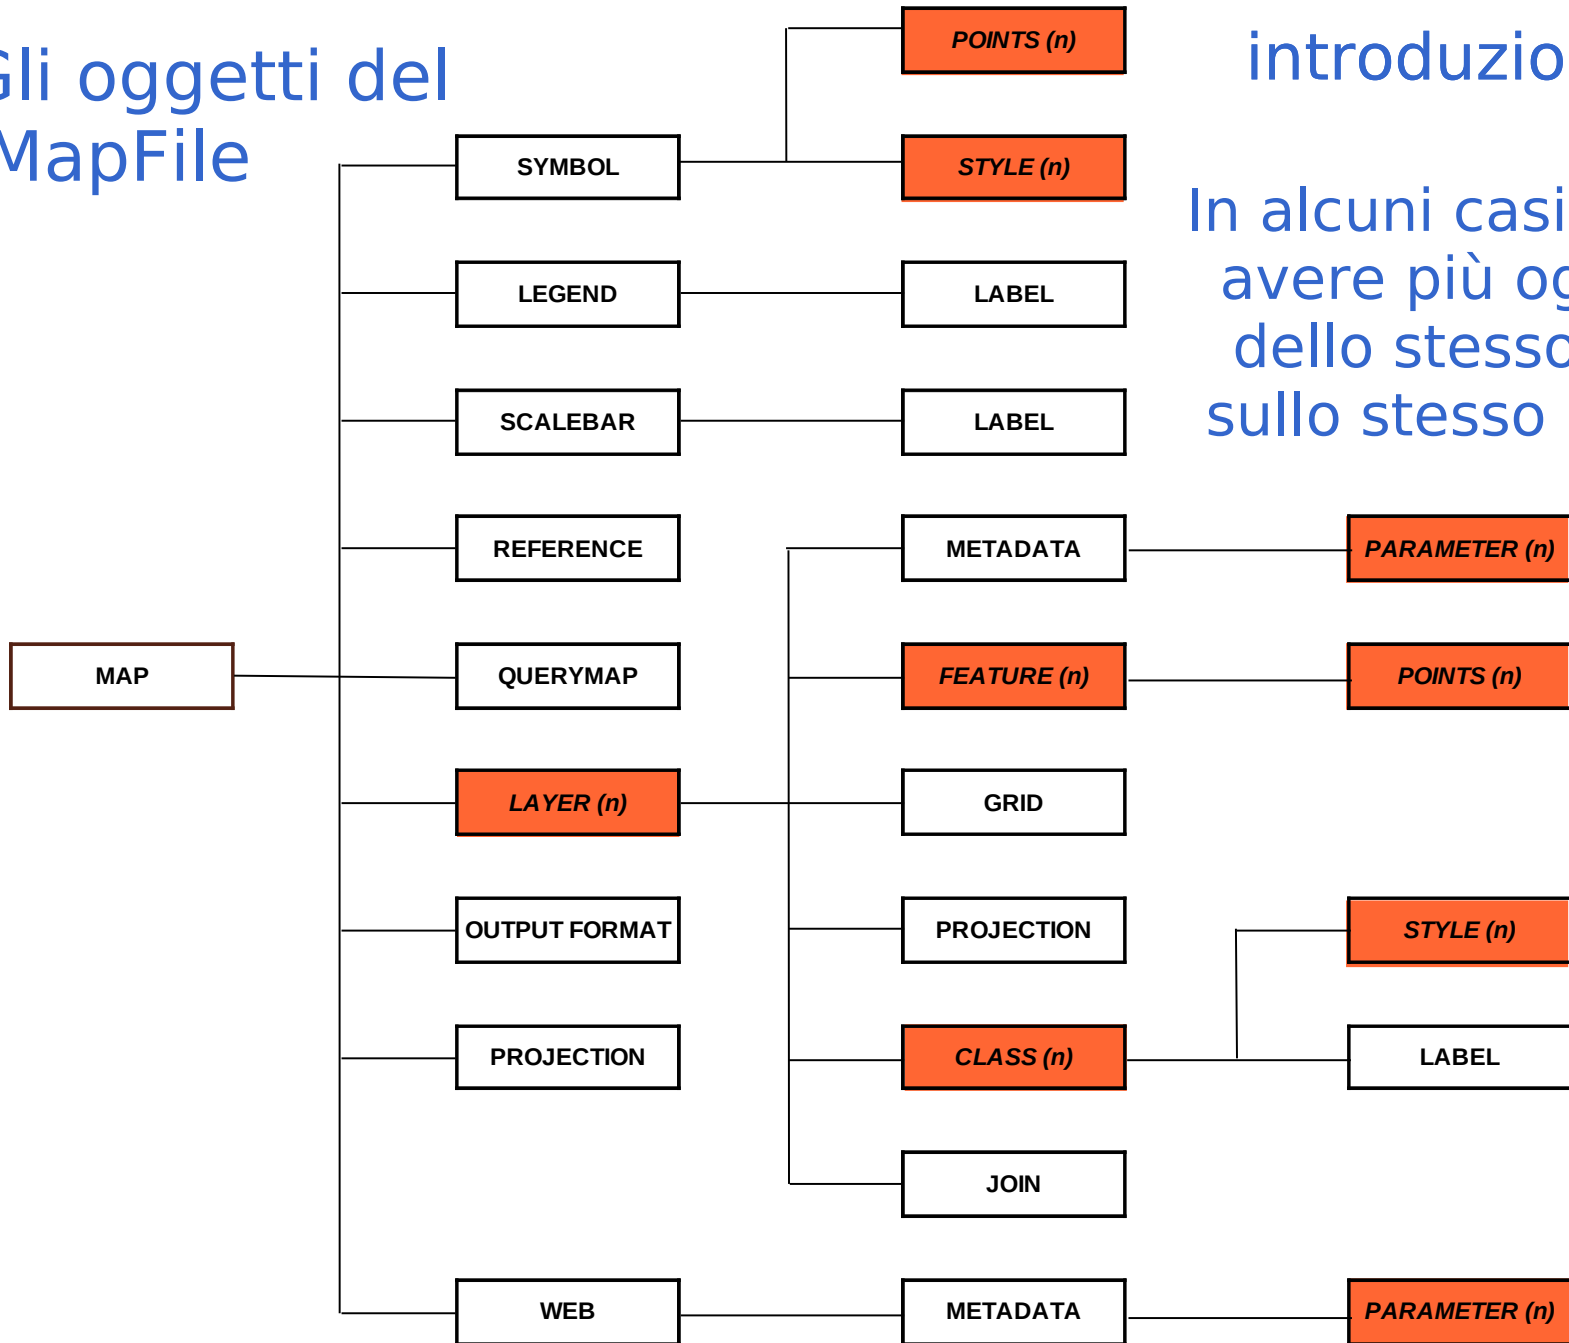 Gli oggetti del
MapFile
introduzio
In alcuni casi
avere più og
dello stesso
sullo stesso
POINTS (n)
SYMBOL
STYLE (n)
LEGEND
LABEL
SCALEBAR
LABEL
REFERENCE
METADATA
PARAMETER (n)
MAP
QUERYMAP
FEATURE (n)
POINTS (n)
LAYER (n)
GRID
OUTPUT FORMAT
PROJECTION
STYLE (n)
PROJECTION
CLASS (n)
LABEL
JOIN
WEB
METADATA
PARAMETER (n)